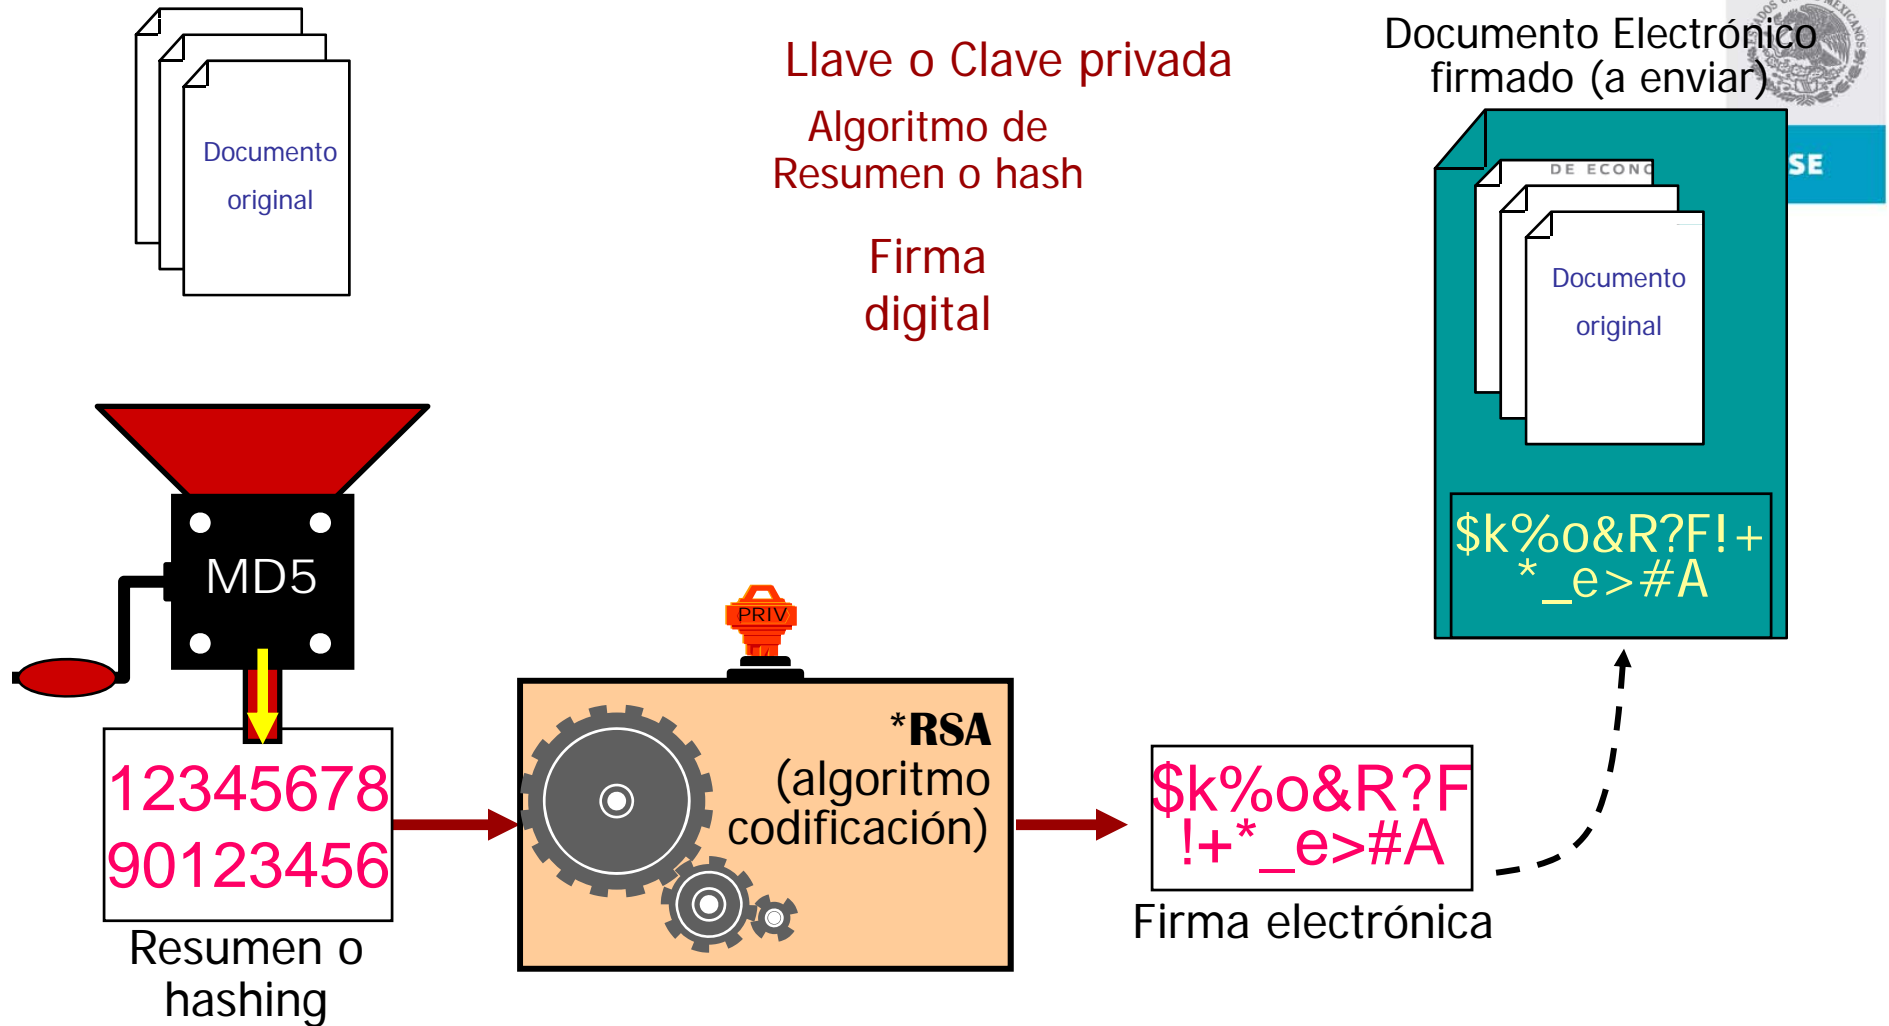 Documento
original
Llave o Clave privada
Algoritmo de
Resumen o hash
Firma
digital
Documento Electrónico
firmado (a enviar)
DE ECONO
SE
Documento
original
$k%o&R?F!+
*_e>#A
MD5
PRIV
12345678
90123456
Resumen o
hashing
*RSA
(algoritmo
codificación)
$k%o&R?F
!+*_e>#A
Firma electrónica